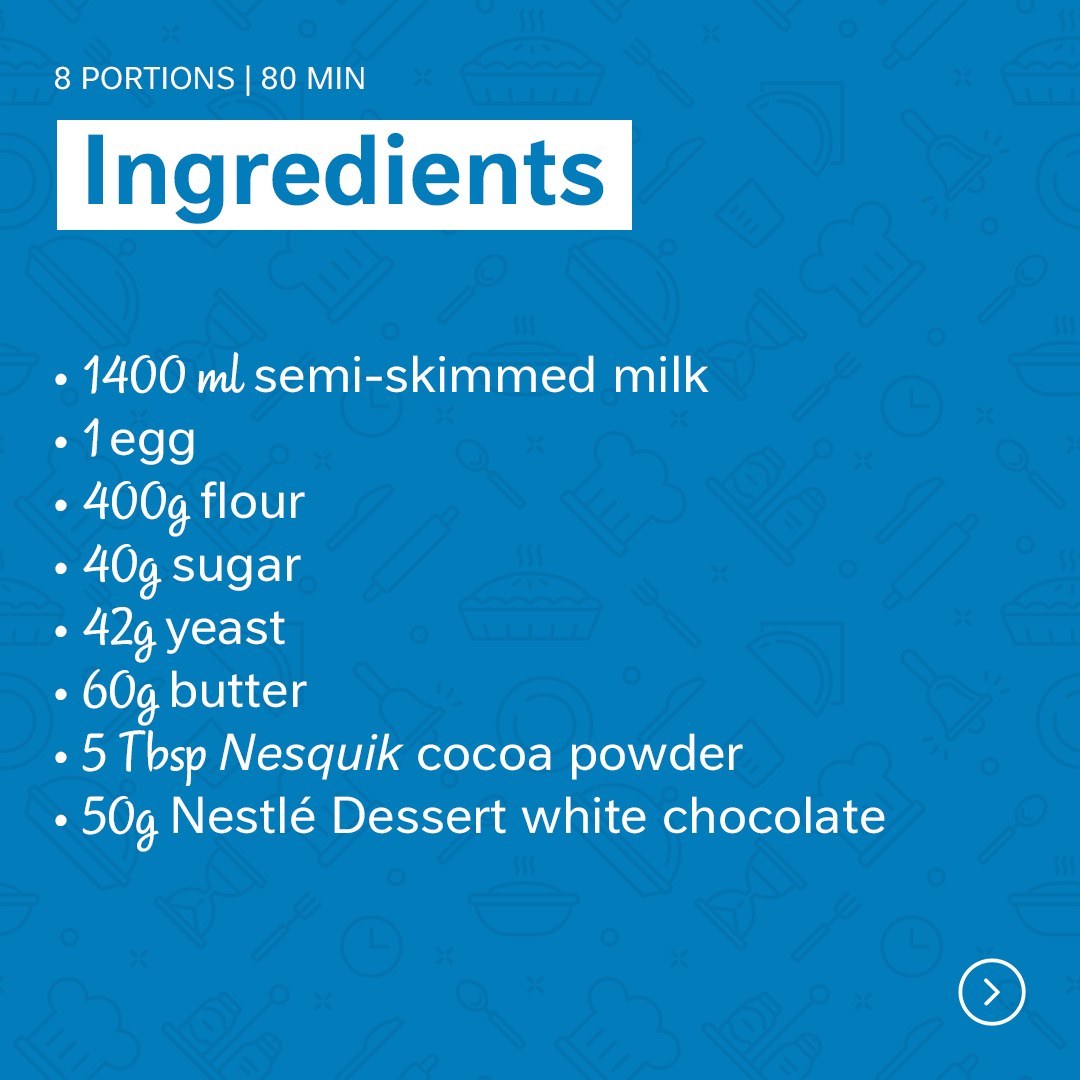 8 PORTIONS | 80 MIN
Ingredients
• 1400 ml semi-skimmed milk
• 1 egg
• 400g flour
• 40g sugar
• 42g yeast
• 60g butter
• 5 Tbsp Nesquik cocoa powder
• 50g Nestlé Dessert white chocolate